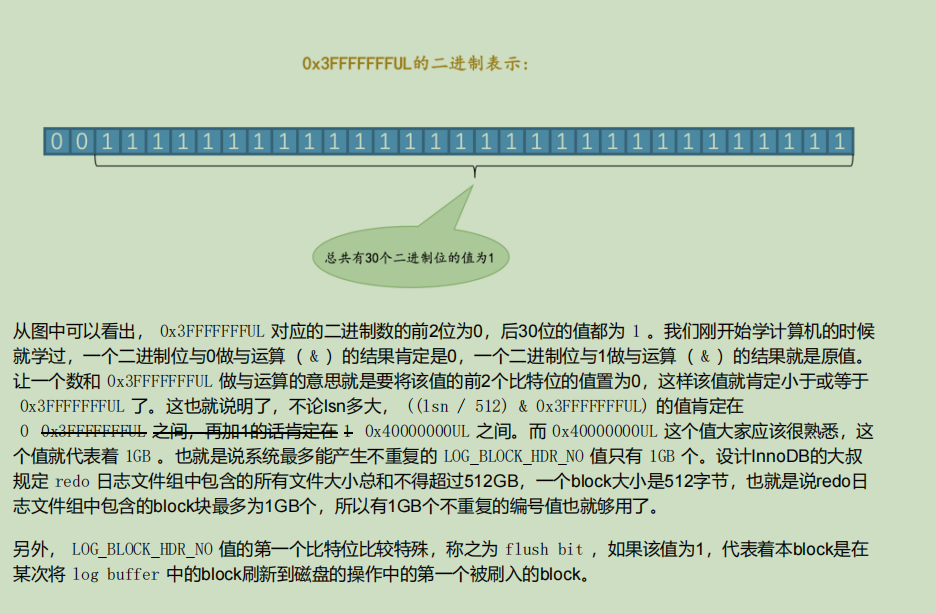 0x3FFFFFFFUL的二进制表示：
0 0 1 1 1 1 1 1 1 1 1 1 1 1 1 1 1 1 1 1 1 1 1 1 1 1 1 1 1 1 1 1
总共有30个二进制位的值为1
从图中可以看出， 0x3FFFFFFFUL 对应的二进制数的前2位为0，后30位的值都为 1 。我们刚开始学计算机的时候
就学过，一个二进制位与0做与运算（ & ）的结果肯定是0，一个二进制位与1做与运算（ & ）的结果就是原值。
让一个数和 0x3FFFFFFFUL 做与运算的意思就是要将该值的前2个比特位的值置为0，这样该值就肯定小于或等于
0x3FFFFFFFUL 了。这也就说明了，不论lsn多大， ((lsn / 512) & 0x3FFFFFFFUL) 的值肯定在
0 0x3FFFFFFFUL 之间，再加1的话肯定在 1 0x40000000UL 之间。而 0x40000000UL 这个值大家应该很熟悉，这
个值就代表着 1GB 。也就是说系统最多能产生不重复的 LOG_BLOCK_HDR_NO 值只有 1GB 个。设计InnoDB的大叔
规定 redo 日志文件组中包含的所有文件大小总和不得超过512GB，一个block大小是512字节，也就是说redo日
志文件组中包含的block块最多为1GB个，所以有1GB个不重复的编号值也就够用了。
另外， LOG_BLOCK_HDR_NO 值的第一个比特位比较特殊，称之为 flush bit ，如果该值为1，代表着本block是在
某次将 log buffer 中的block刷新到磁盘的操作中的第一个被刷入的block。